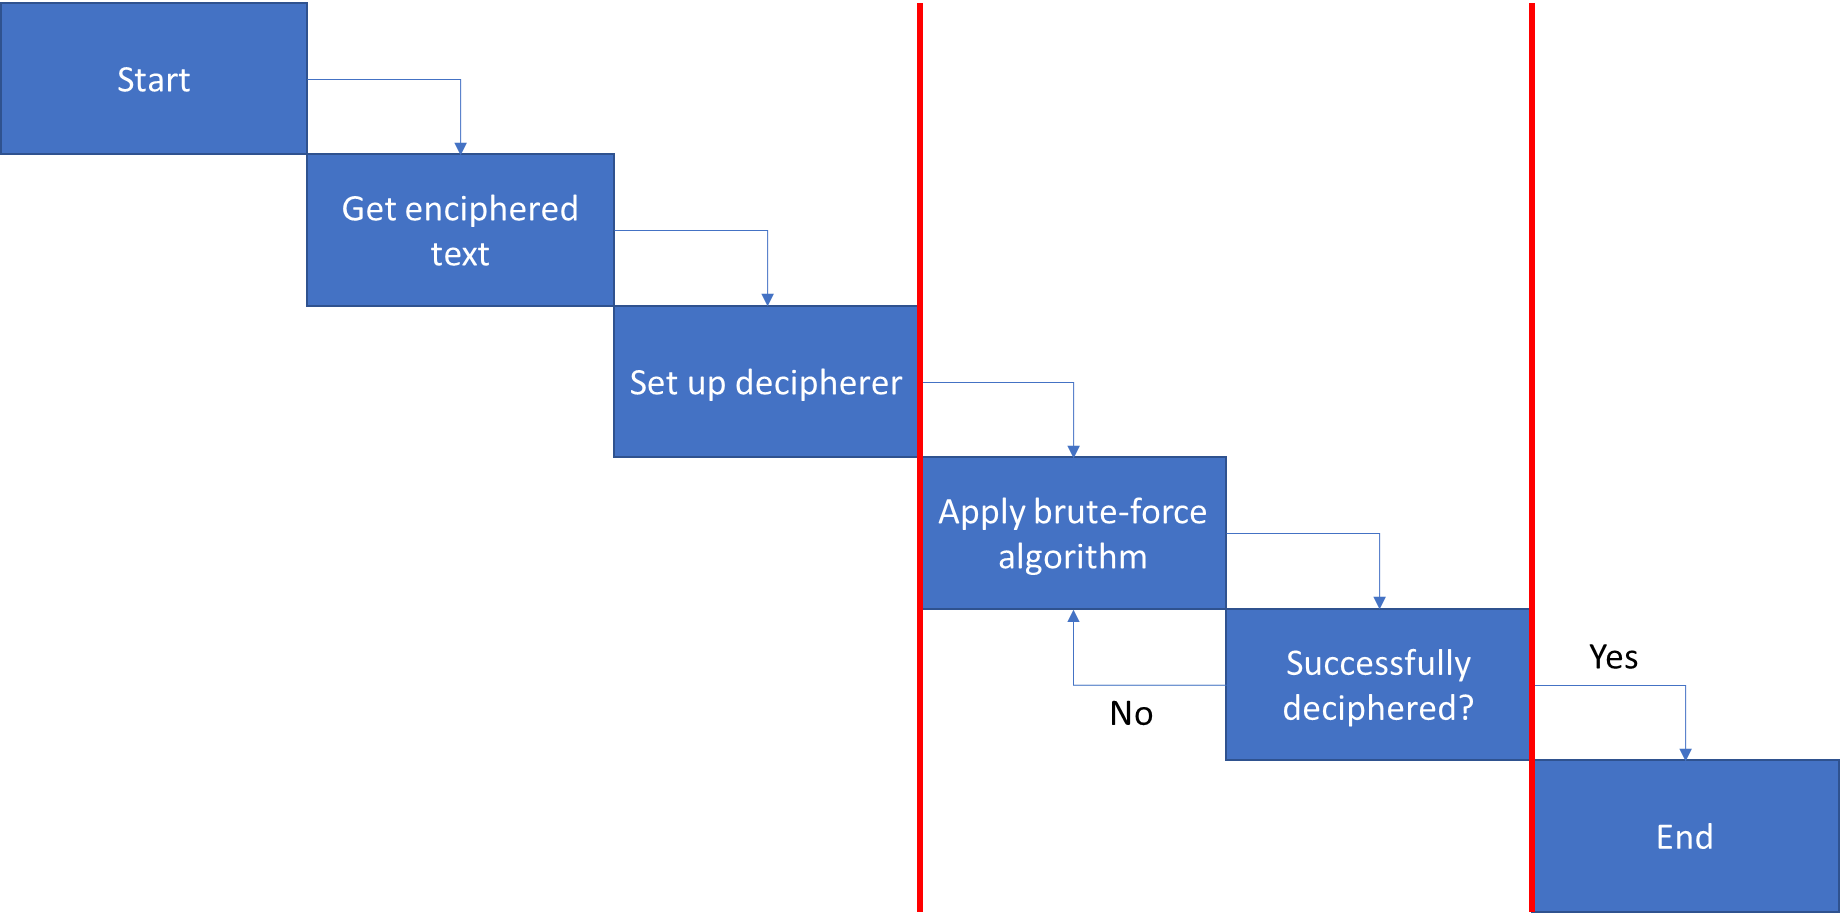 Start
Get enciphered
text
Set up decipherer
Apply brute-force
algorithm
Successfully
deciphered?
Yes
No
End